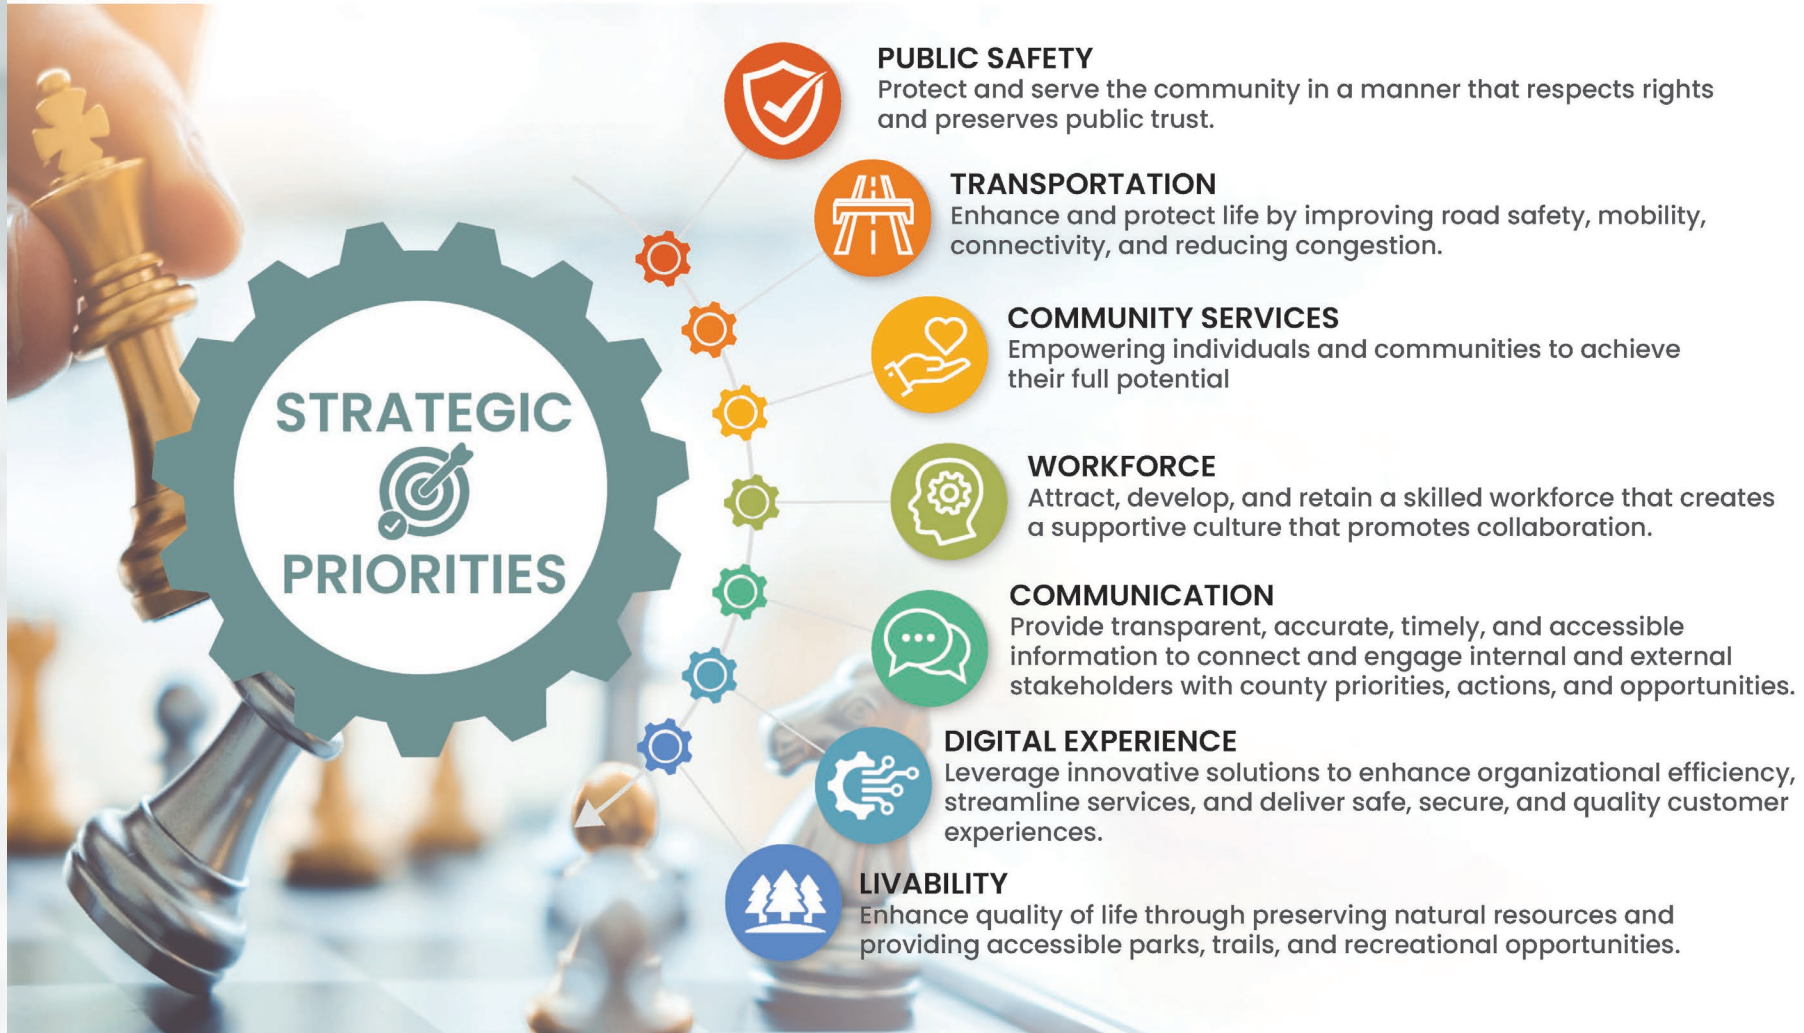 STRATEGIC
PRIORITIES
PUBLIC SAFETY
Protect and serve the community in a manner that respects rights
and preserves public trust.
TRANSPORTATION
Enhance and protect life by improving road safety, mobility,
connectivity, and reducing congestion.
COMMUNITY SERVICES
Empowering individuals and communities to achieve
their full potential
WORKFORCE
Attract, develop, and retain a skilled workforce that creates
a supportive culture that promotes collaboration.
COMMUNICATION
Provide transparent, accurate, timely, and accessible
information to connect and engage internal and external
stakeholders with county priorities, actions, and opportunities.
DIGITAL EXPERIENCE
Leverage innovative solutions to enhance organizational efficiency,
streamline services, and deliver safe, secure, and quality customer
experiences.
LIVABILITY
Enhance quality of life through preserving natural resources and
providing accessible parks, trails, and recreational opportunities.